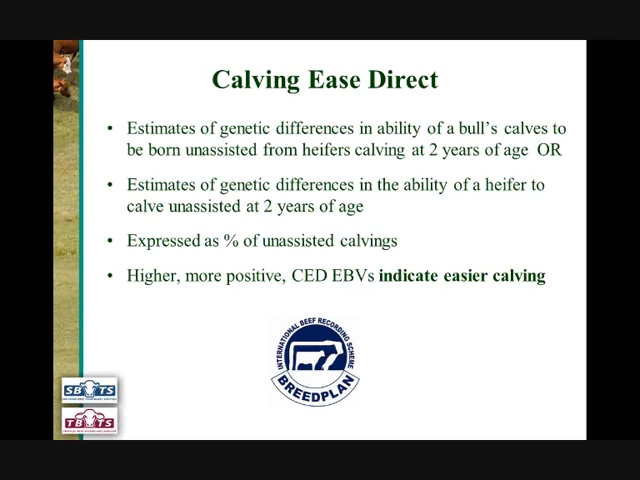 Calving Ease Direct
• Estimates of genetic differences in ability of a bull's calves to
be born unassisted from heifers calving at 2 years of age OR
• Estimates of genetic differences in the ability of a heifer to
calve unassisted at 2 years of age
• Expressed as % of unassisted calvings
• Higher, more positive, CED EBVs indicate easier calving
INTERNATIONAL BEEF RECORDING SCHEME
BREEDPLAN
SBTS
TBTS